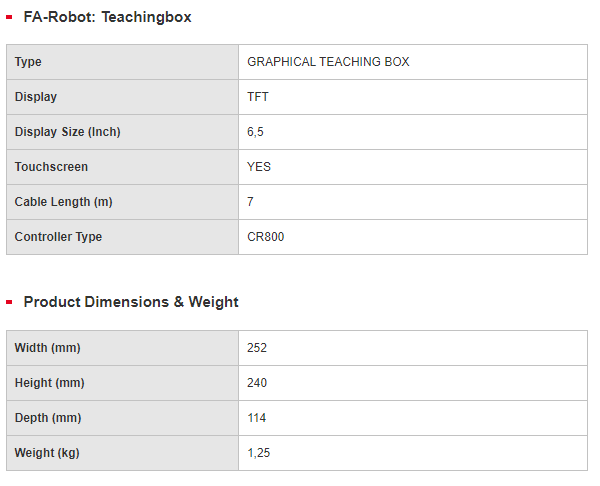 FA-Robot: Teachingbox
Type GRAPHICAL TEACHING BOX
Display TFT
Display Size (Inch) 6,5
Touchscreen YES
Cable Length (m) 7
Controller Type CR800
Product Dimensions & Weight
Width (mm) 252
Height (mm) 240
Depth (mm) 114
Weight (kg) 1,25